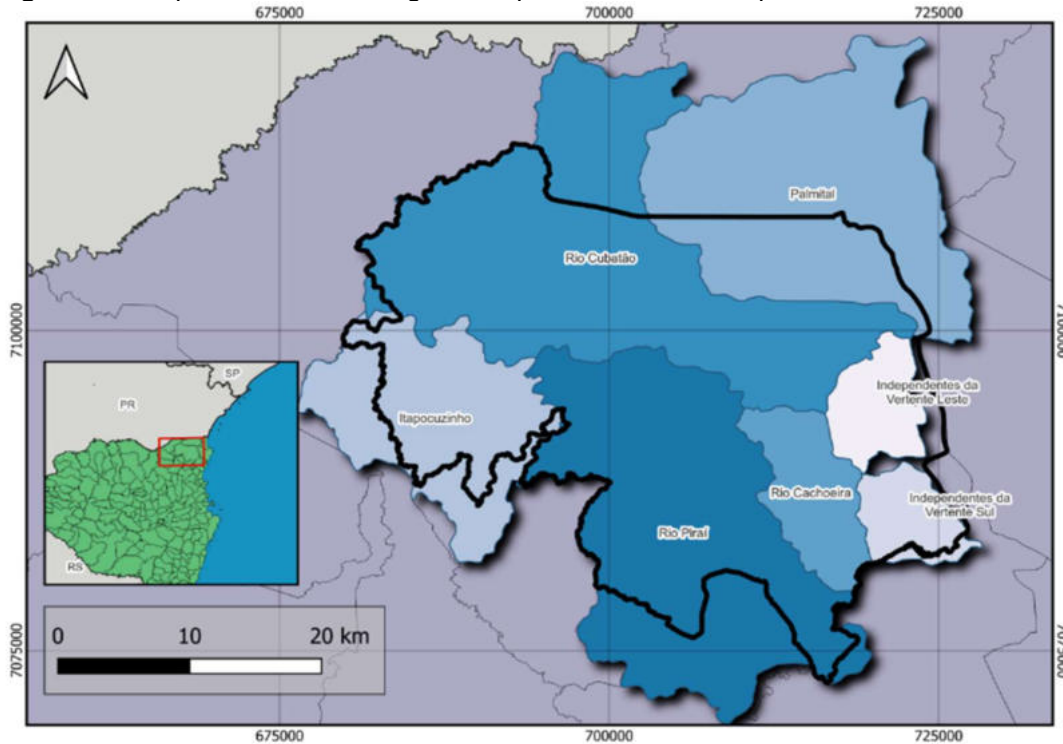 675000
700000
725000
Palmital
Rio Cubatão
7100000
7100000
SP
PR
Itapocuzinho
Independentes da
Vertente Leste
Rio Cachoeira
Independentes da
Vertente Sul
Rio Piraí
RS
0
10
20 km
7075000
7075000
675000
700000
725000